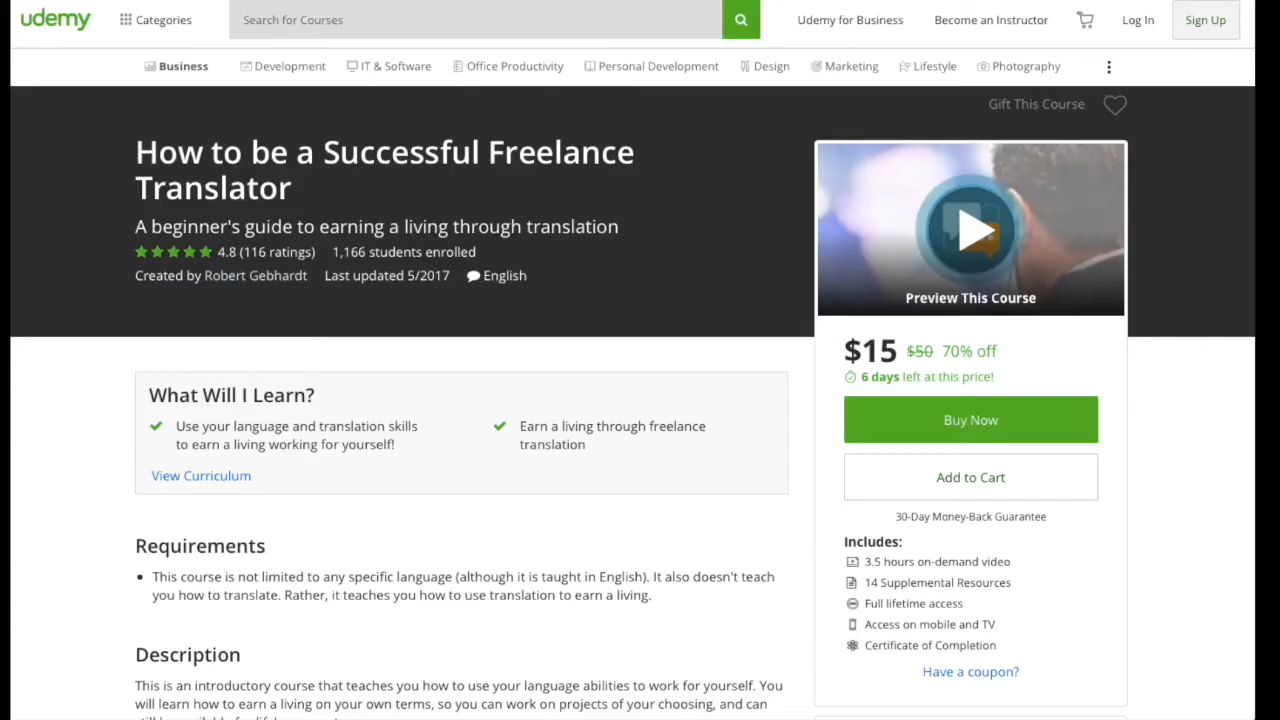 udemy
Categories
Search for Courses
Udemy for Business
Become an Instructor
Log In
Sign Up
Business
Development
IT & Software
Office Productivity
Personal Development
Design
Marketing
Lifestyle
Photography
Gift This Course
How to be a Successful Freelance
Translator
A beginner's guide to earning a living through translation
4.8 (116 ratings) 1,166 students enrolled
Created by Robert Gebhardt Last updated 5/2017 English
Preview This Course
$15 $50 70% off
6 days left at this price!
Buy Now
Add to Cart
30-Day Money-Back Guarantee
Includes:
3.5 hours on-demand video
14 Supplemental Resources
Full lifetime access
Access on mobile and TV
Certificate of Completion
Have a coupon?
What Will I Learn?
Use your language and translation skills
to earn a living working for yourself!
Earn a living through freelance
translation
View Curriculum
Requirements
This course is not limited to any specific language (although it is taught in English). It also doesn't teach
you how to translate. Rather, it teaches you how to use translation to earn a living.
Description
This is an introductory course that teaches you how to use your language abilities to work for yourself. You
will learn how to earn a living on your own terms, so you can work on projects of your choosing, and can